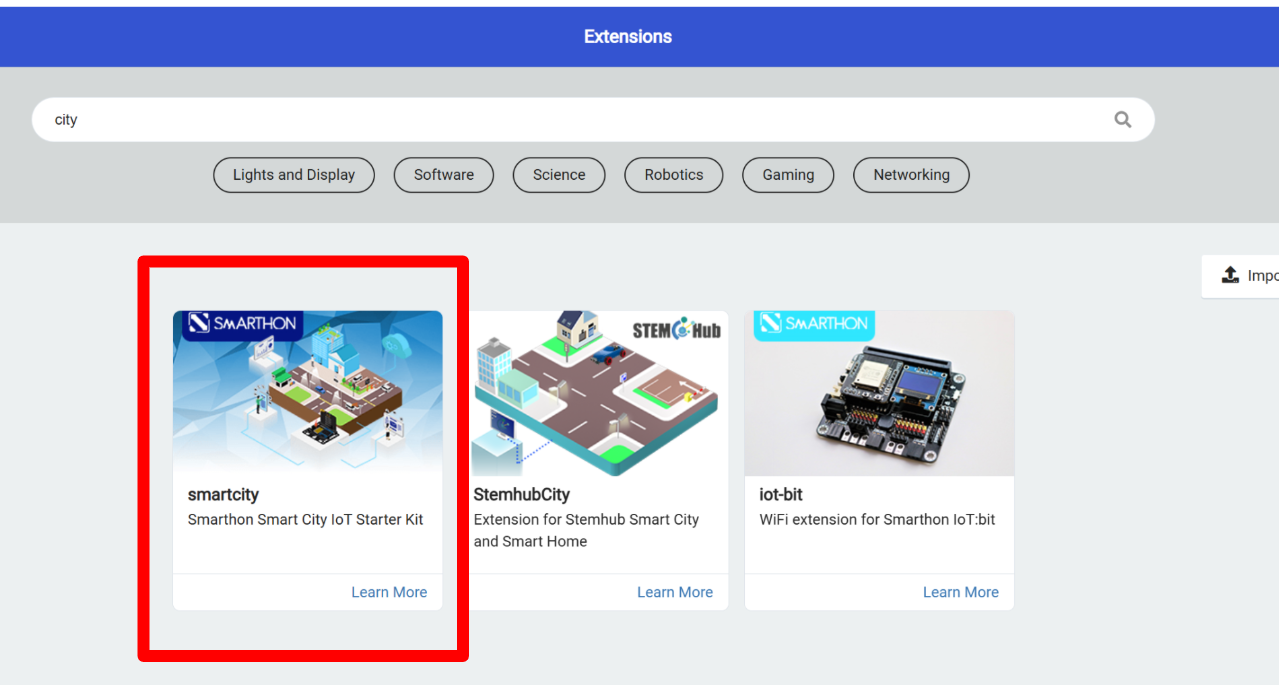 Extensions
city
Lights and Display
Software
Science
Robotics
Gaming
Networking
SMARTHON
STEM Hub
SMARTHON
smartcity
Smarthon Smart City IoT Starter Kit
Learn More
StemhubCity
Extension for Stemhub Smart City
and Smart Home
Learn More
iot-bit
WiFi extension for Smarthon IoT:bit
Learn More